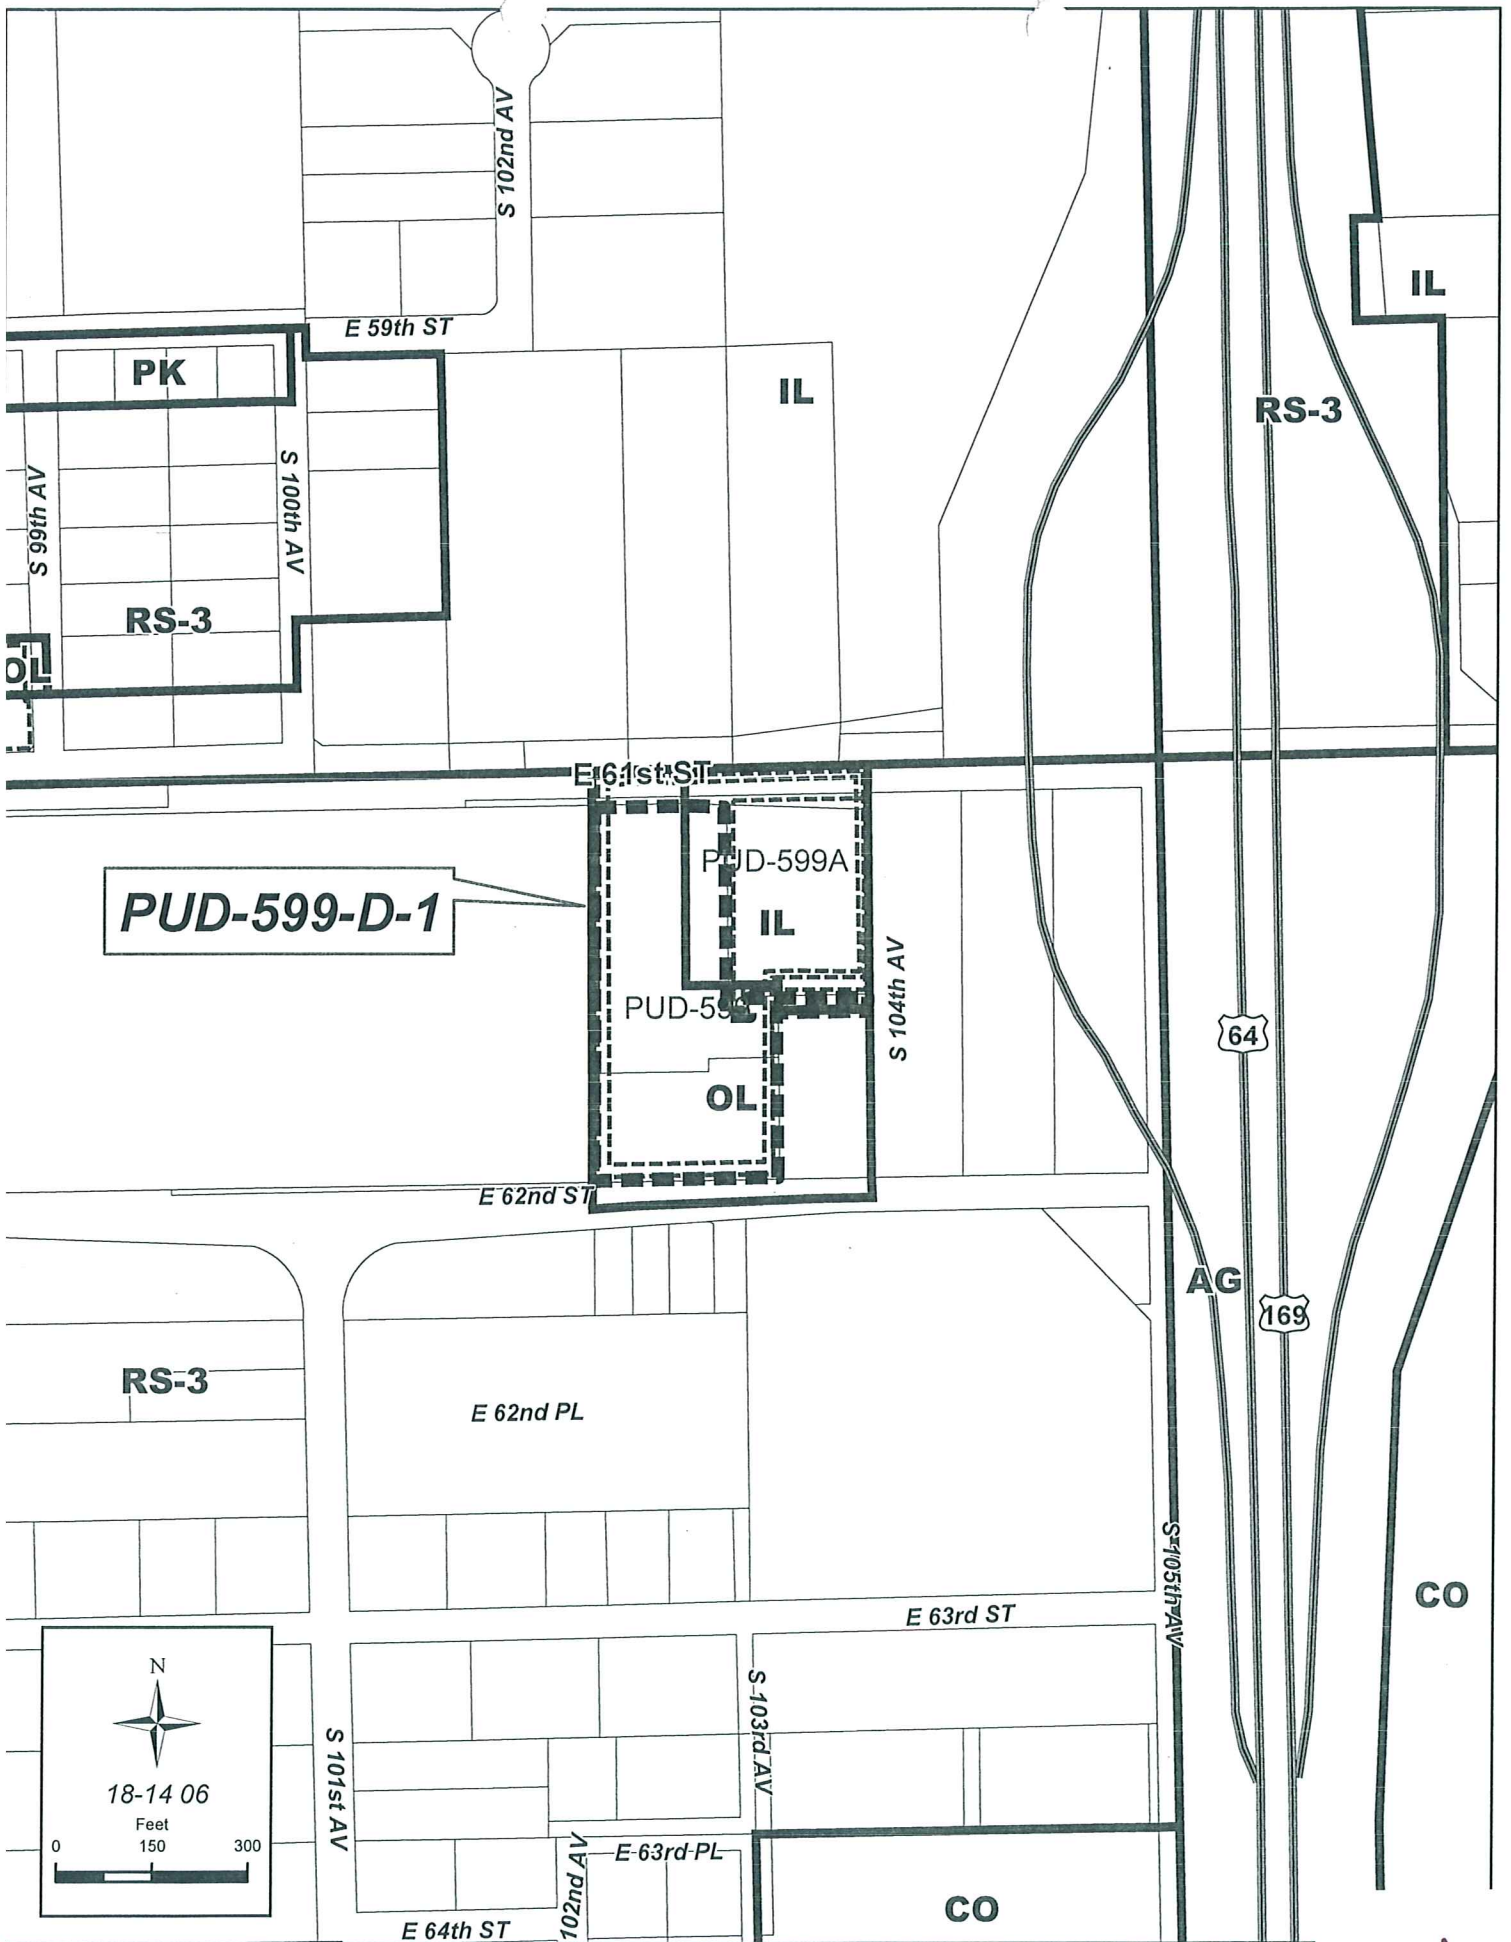 S 102nd AV
IL
E 59th ST
PK
IL
RS-3
S 99th AV
S 100th AV
RS-3
OL
E 61st ST
PUD-599A
PUD-599-D-1
IL
S 104th AV
64
OL
E 62nd ST
AG
169
RS-3
E 62nd PL
S 105th AV
CO
E 63rd ST
N
S 103rd AV
S 101st AV
18-14 06
Feet
0 150 300
102nd AV
E 63rd PL
CO
E 64th ST